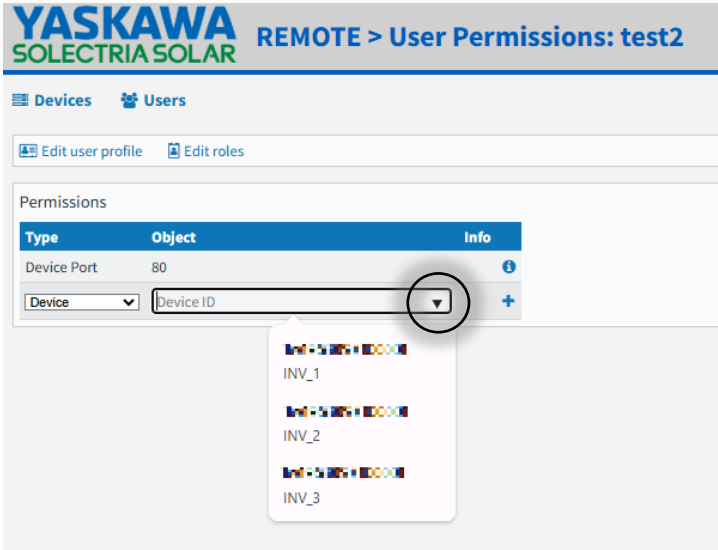 YASKAWA
SOLECTRIA SOLAR
REMOTE > User Permissions: test2
Devices Users
Edit user profile Edit roles
Permissions
Type Object Info
Device Port 80
Device Device ID
INV_1
INV_2
INV_3